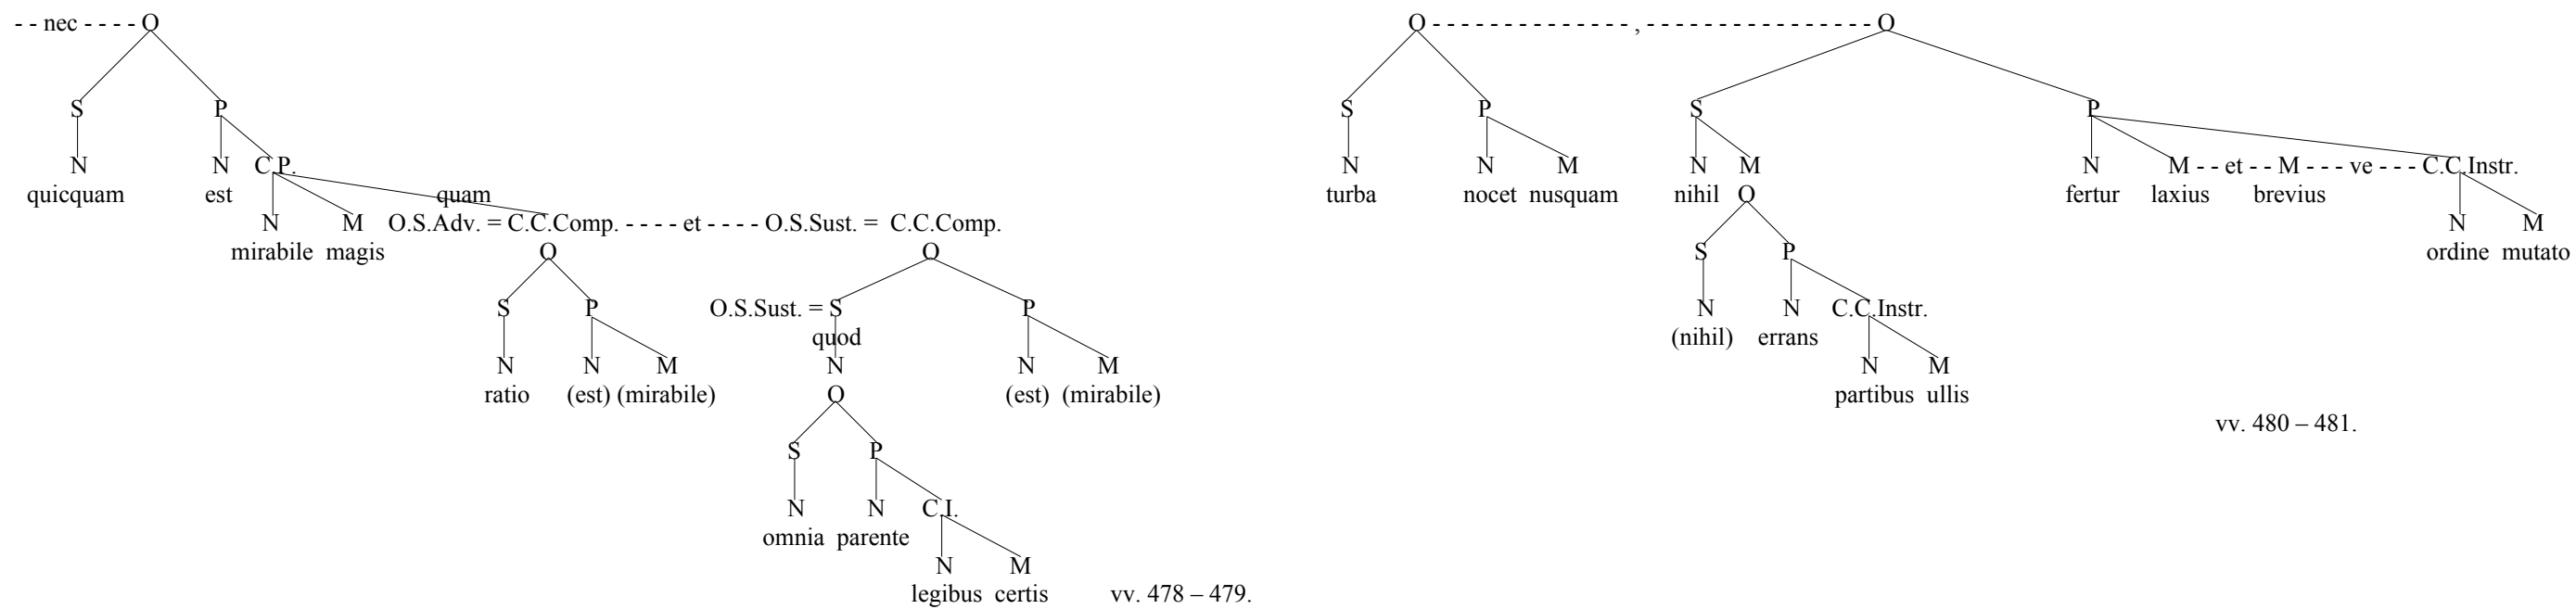 - - nec - - - - O
O - - - - - - - - - - - - - - - , - - - - - - - - - - - - - - - - - O
S P S P S P
N N C.P. N N M N M N M - - et - - M - - - ve - - - C.C.Instr.
quicquam est quam turba nocet nusquam nihil O fertur laxius brevius
N M O.S.Adv. = C.C.Comp. - - - - et - - - - O.S.Sust. = C.C.Comp. N M
mirabile magis O O S P ordine mutato
S P O.S.Sust. = S P N N C.C.Instr.
quod (nihil) errans
N N M N N M N M
ratio (est) (mirabile) O (est) (mirabile) partibus ullis
vv. 480 – 481.
S P
N N C.I.
omnia parente
N M
legibus certis vv. 478 – 479.